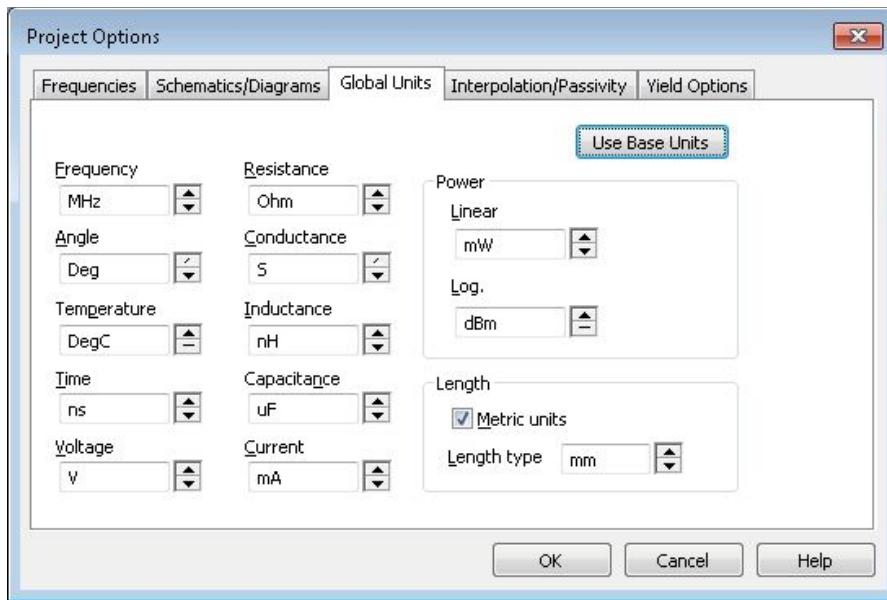 Project Options
Frequencies
Schematics/Diagrams
Global Units
Interpolation/Passivity
Yield Options
Use Base Units
Frequency
MHz
Resistance
Ohm
Angle
Deg
Conductance
S
Temperature
DegC
Inductance
nH
Time
ns
Capacitance
uF
Voltage
V
Current
mA
Power
Linear
mW
Log.
dBm
Length
Metric units
Length type
mm
OK
Cancel
Help